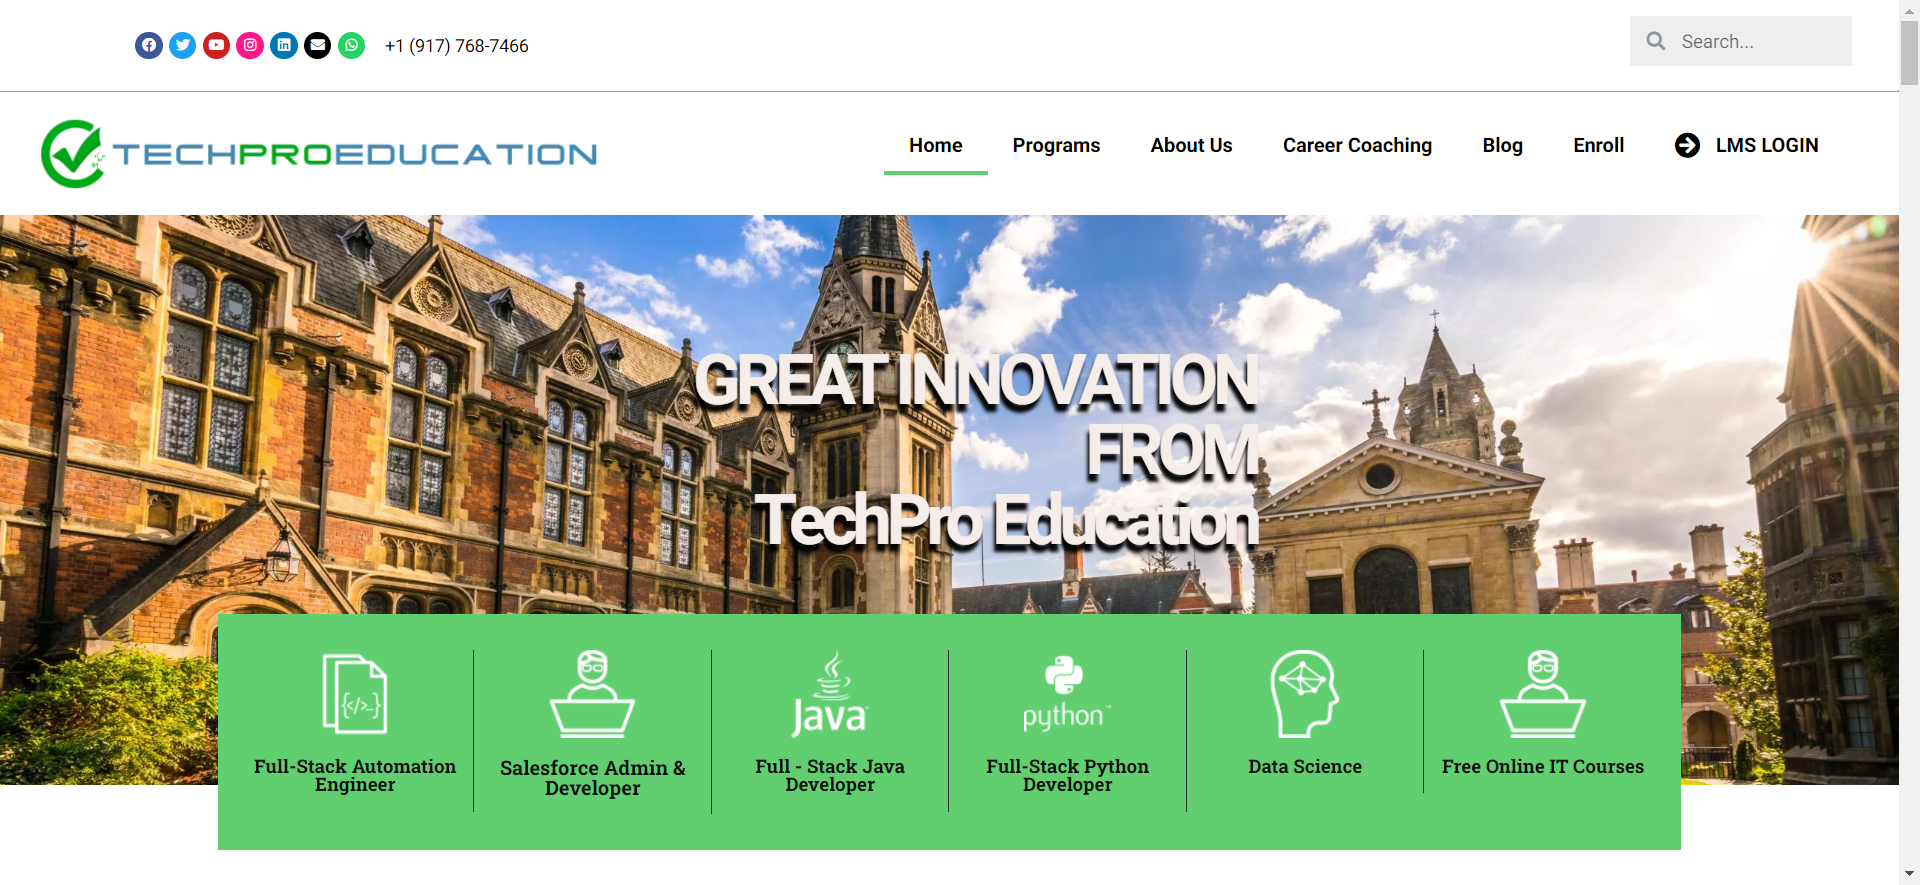 +1 (917) 768-7466
Search...
TECHPROEDUCATION
Home Programs About Us Career Coaching Blog Enroll LMS LOGIN
GREAT INNOVATION
FROM
TechPro Education
</_>
Java™
python™
Full-Stack Automation
Engineer
Salesforce Admin &
Developer
Full - Stack Java
Developer
Full-Stack Python
Developer
Data Science
Free Online IT Courses